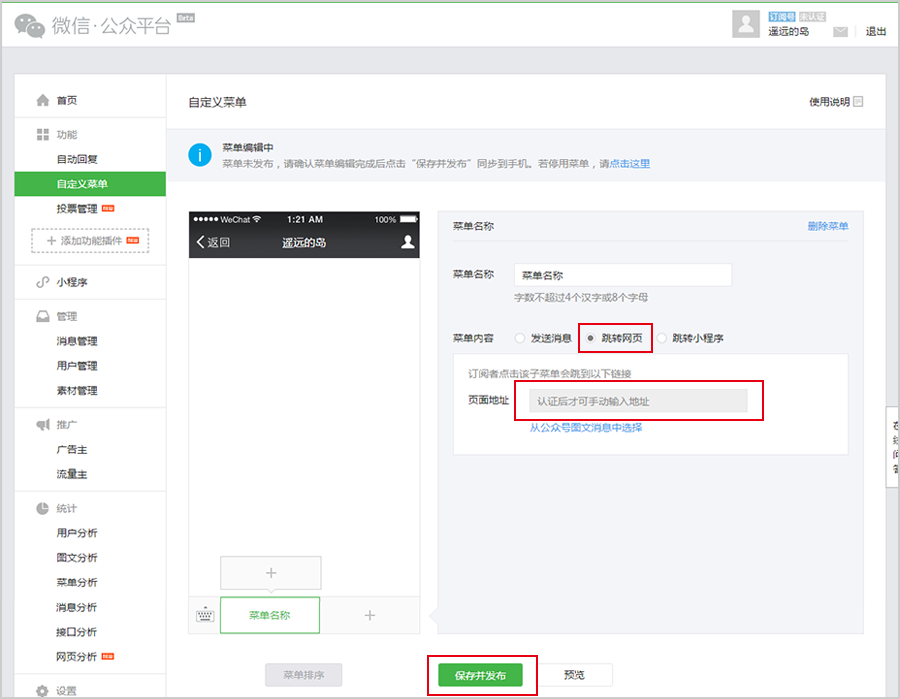 微信·公众平台 Beta
订阅号 未认证
遥远的岛
退出
首页
功能
自动回复
自定义菜单
投票管理
添加功能插件
小程序
管理
消息管理
用户管理
素材管理
推广
广告主
流量主
统计
用户分析
图文分析
菜单分析
消息分析
接口分析
网页分析
设置
自定义菜单
使用说明
菜单编辑中
菜单未发布，请确认菜单编辑完成后点击“保存并发布”同步到手机。若停用菜单，请点击这里
WeChat 1:21 AM 100%
返回 遥远的岛
菜单名称
菜单名称 删除菜单
菜单名称 菜单名称
字数不超过4个汉字或8个字母
菜单内容 发送消息 跳转网页 跳转小程序
订阅者点击该子菜单会跳到以下链接
页面地址 认证后才可手动输入地址
从公众号图文消息中选择
菜单排序 保存并发布 预览